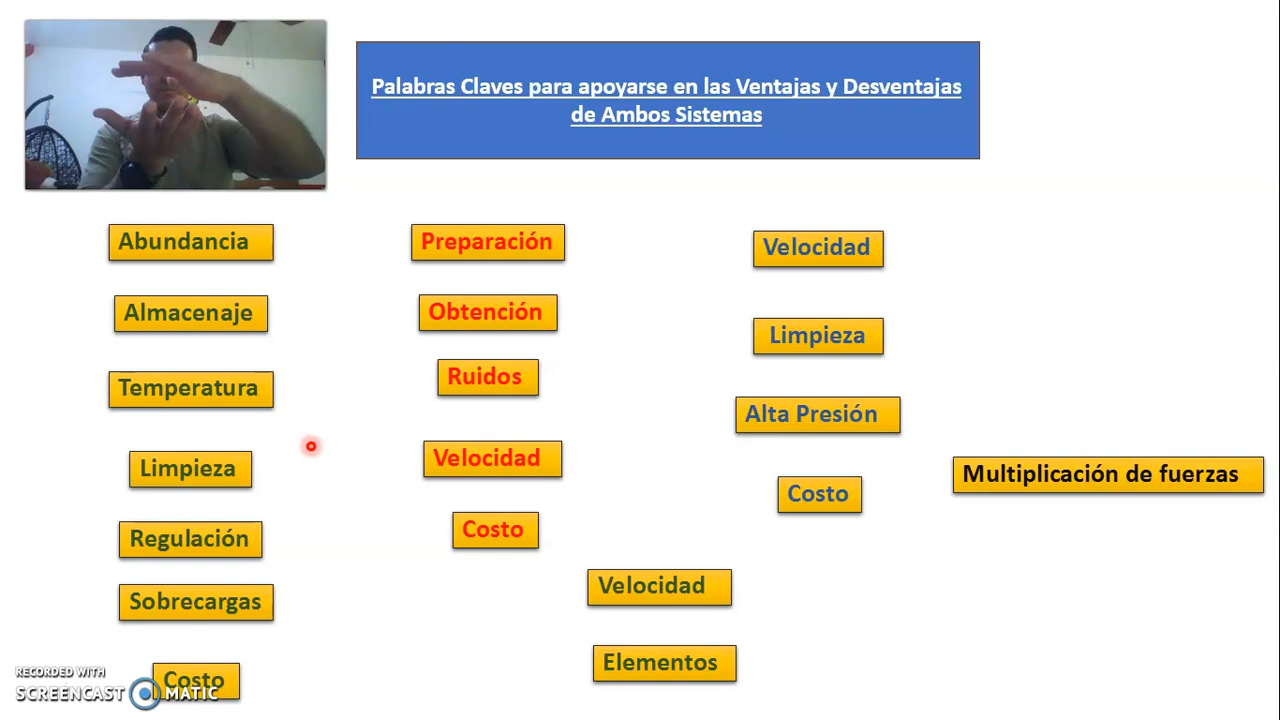 Palabras Claves para apoyarse en las Ventajas y Desventajas
de Ambos Sistemas
Abundancia
Almacenaje
Temperatura
Limpieza
Regulación
Sobrecargas
Costo
Preparación
Obtención
Ruidos
Velocidad
Costo
Velocidad
Elementos
Velocidad
Limpieza
Alta Presión
Costo
Multiplicación de fuerzas
RECORDED WITH
SCREENCAST MATIC